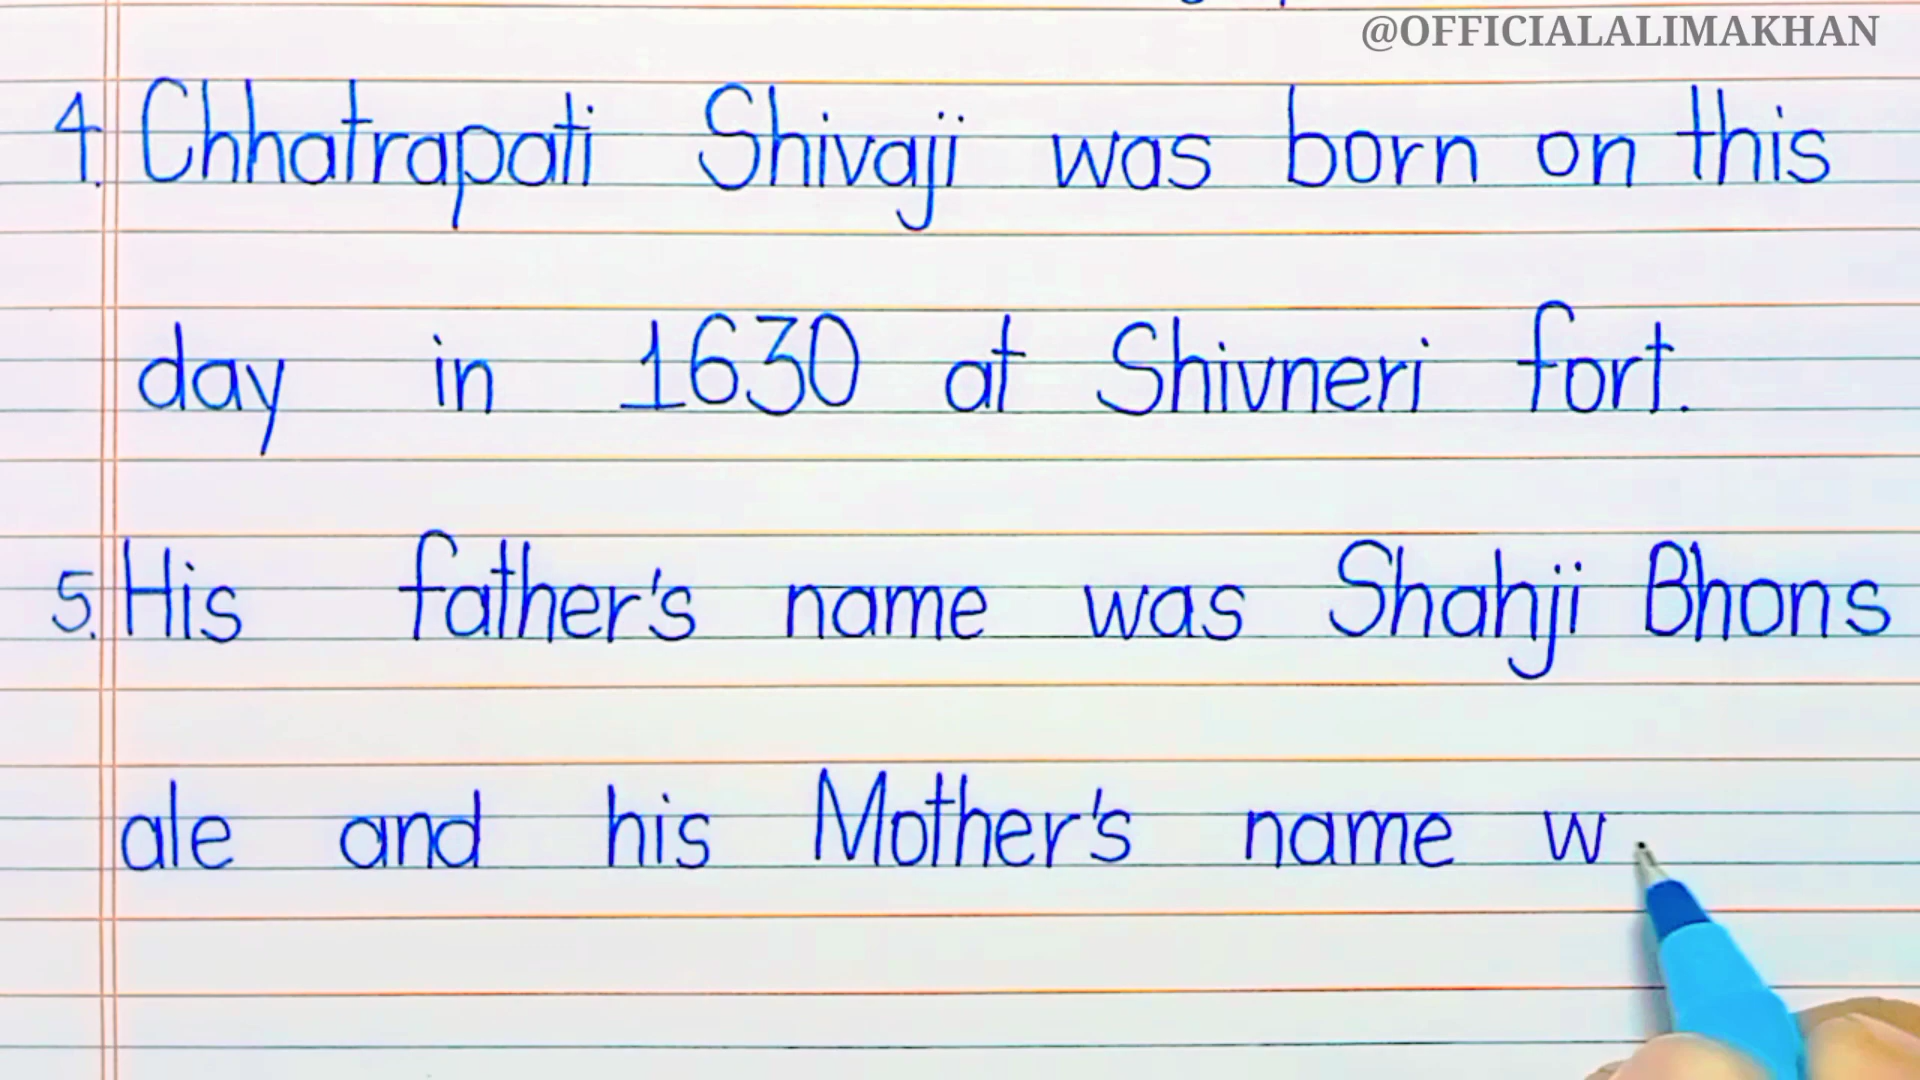 @OFFICIALALIMAKHAN
4. Chhatrapati Shivaji was born on this
day in 1630 at Shivneri fort.
5. His father's name was Shahji Bhons
ale and his Mother's name w